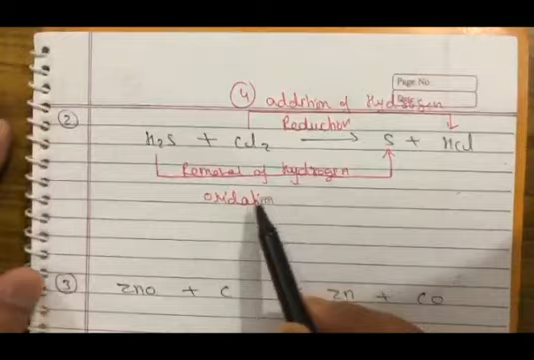 Page No.
④ addition of Hydrogen
Reduction
② H₂S + Cl₂ → S + HCl
Removal of hydrogen
oxidation
③ ZnO + C Zn + CO